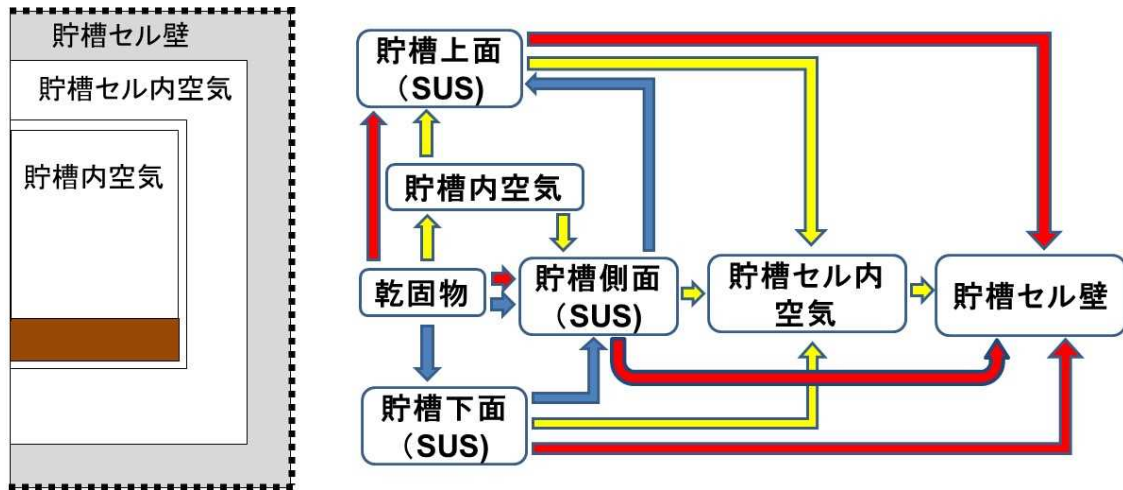 貯槽セル壁
貯槽セル内空気
貯槽内空気
貯槽上面
（SUS)
貯槽内空気
乾固物
貯槽側面
（SUS)
貯槽セル内
空気
貯槽セル壁
貯槽下面
（SUS)